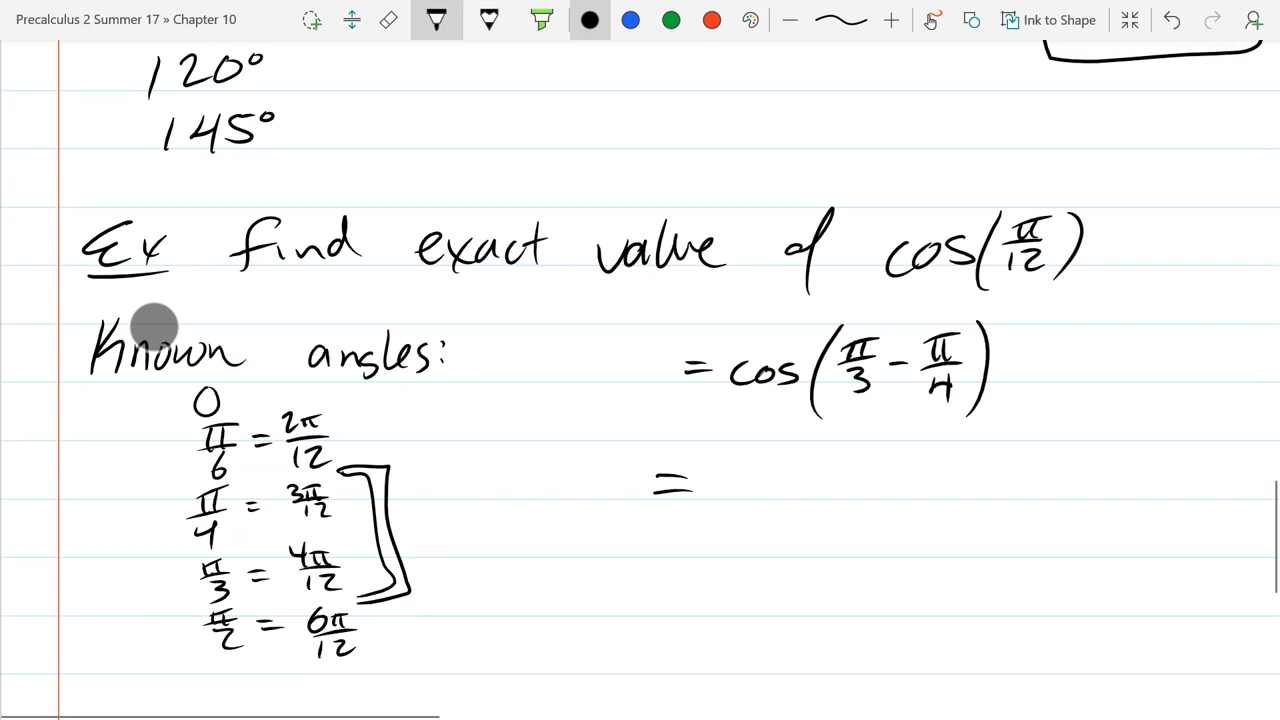 Precalculus 2 Summer 17 » Chapter 10
Ink to Shape
120°
145°
Ex find exact value of cos(π/12)
Known angles:
= cos(π/3 - π/4)
0
π/6 = 2π/12
π/4 = 3π/12
=
π/3 = 4π/12
π/2 = 6π/12